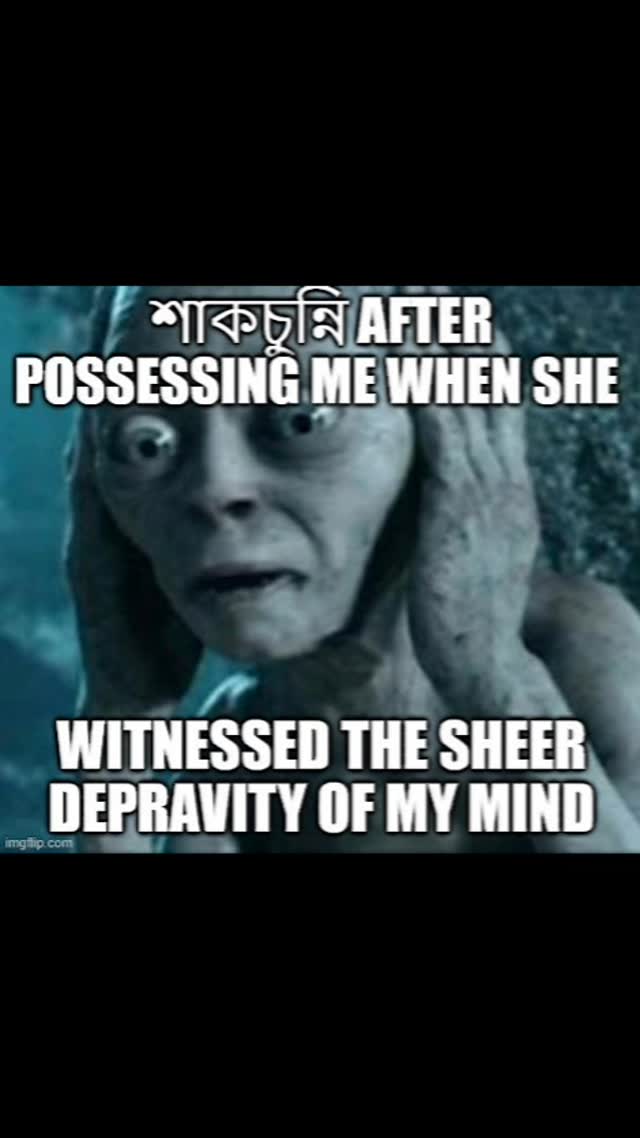 শাকচুন্নি AFTER
POSSESSING ME WHEN SHE
WITNESSED THE SHEER
DEPRAVITY OF MY MIND
imgflip.com